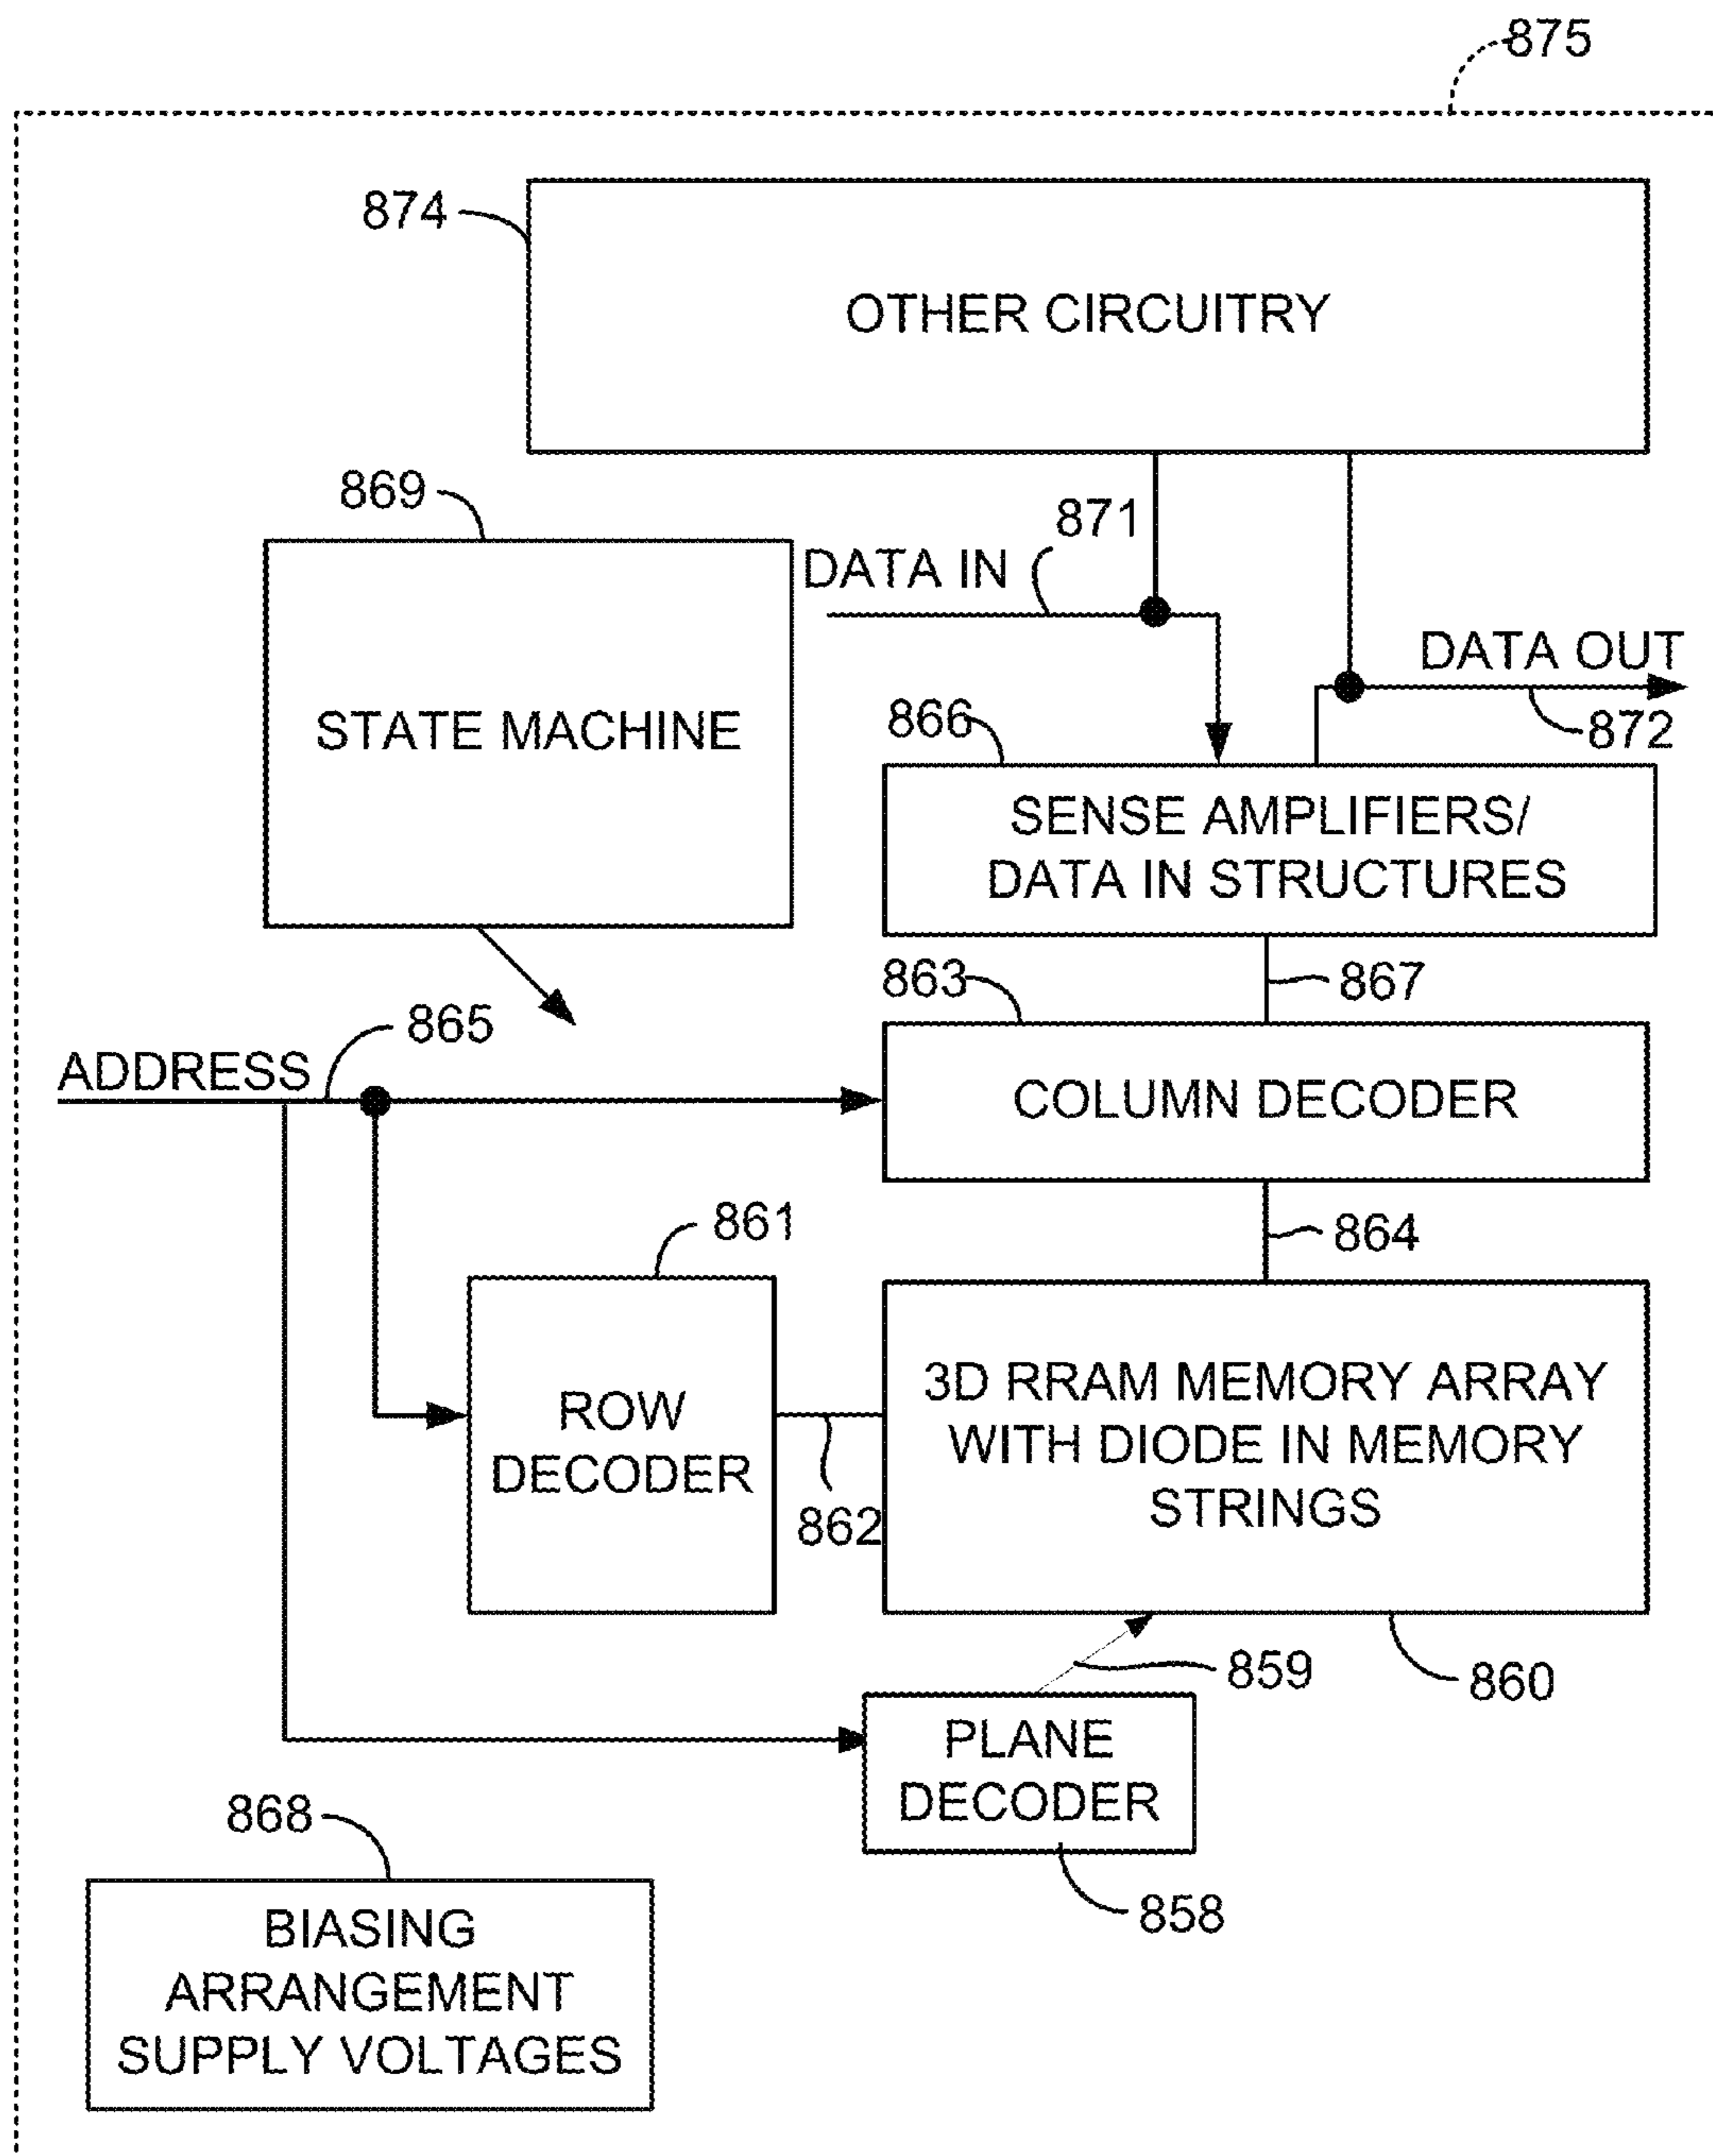 875
874
OTHER CIRCUITRY
869
871
DATA IN
STATE MACHINE
DATA OUT
872
866
SENSE AMPLIFIERS/
DATA IN STRUCTURES
867
863
865
ADDRESS
COLUMN DECODER
864
861
ROW
DECODER
862
3D RRAM MEMORY ARRAY
WITH DIODE IN MEMORY
STRINGS
859
860
PLANE
DECODER
858
868
BIASING
ARRANGEMENT
SUPPLY VOLTAGES